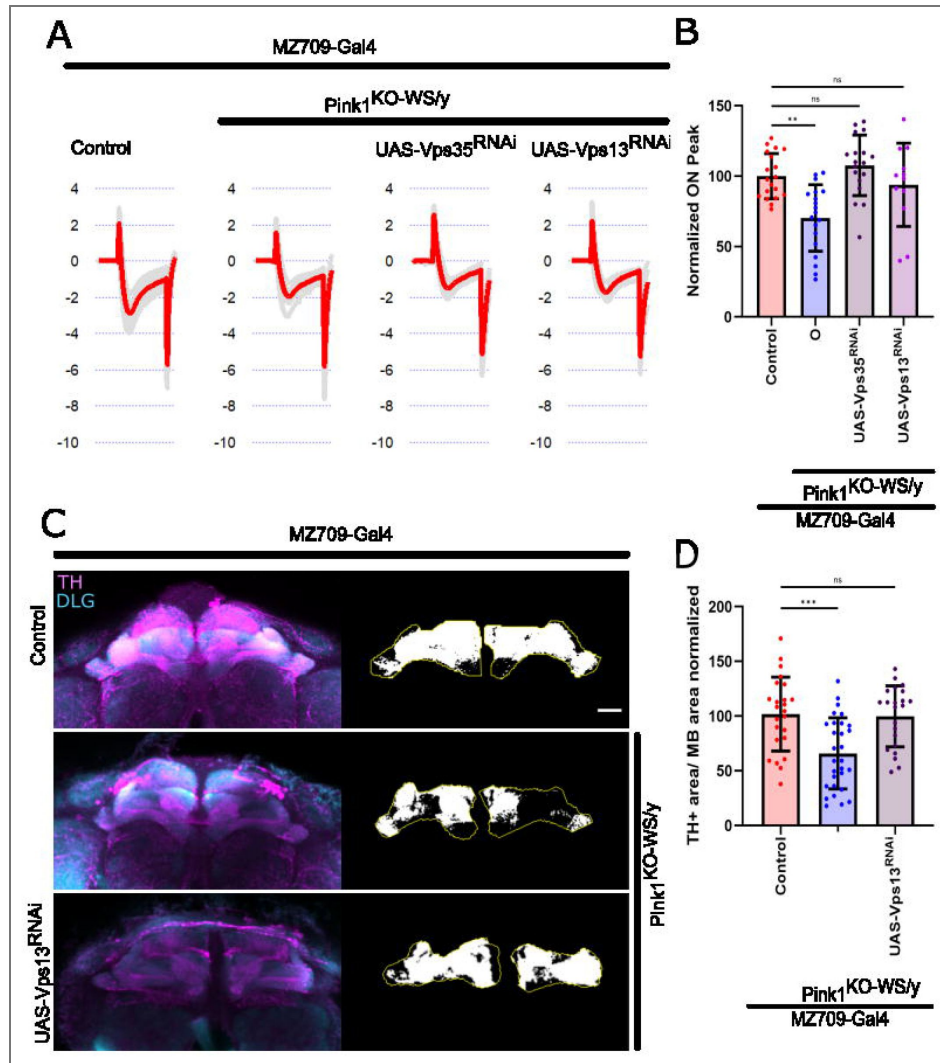 A
MZ709-Gal4
Pink1KO-WS/y
Control
UAS-Vps35RNAi
UAS-Vps13RNAi
4
2
0
-2
-4
-6
-8
-10
4
2
0
-2
-4
-6
-8
-10
4
2
0
-2
-4
-6
-8
-10
4
2
0
-2
-4
-6
-8
-10
B
Normalized ON Peak
150
100
50
0
ns
ns
**
Control
O
UAS-Vps35RNAi
UAS-Vps13RNAi
Pink1KO-WS/y
MZ709-Gal4
C
MZ709-Gal4
TH
DLG
Control
UAS-Vps13RNAi
Pink1KO-WS/y
D
TH+ area/ MB area normalized
200
150
100
50
0
ns
***
Control
UAS-Vps13RNAi
Pink1KO-WS/y
MZ709-Gal4